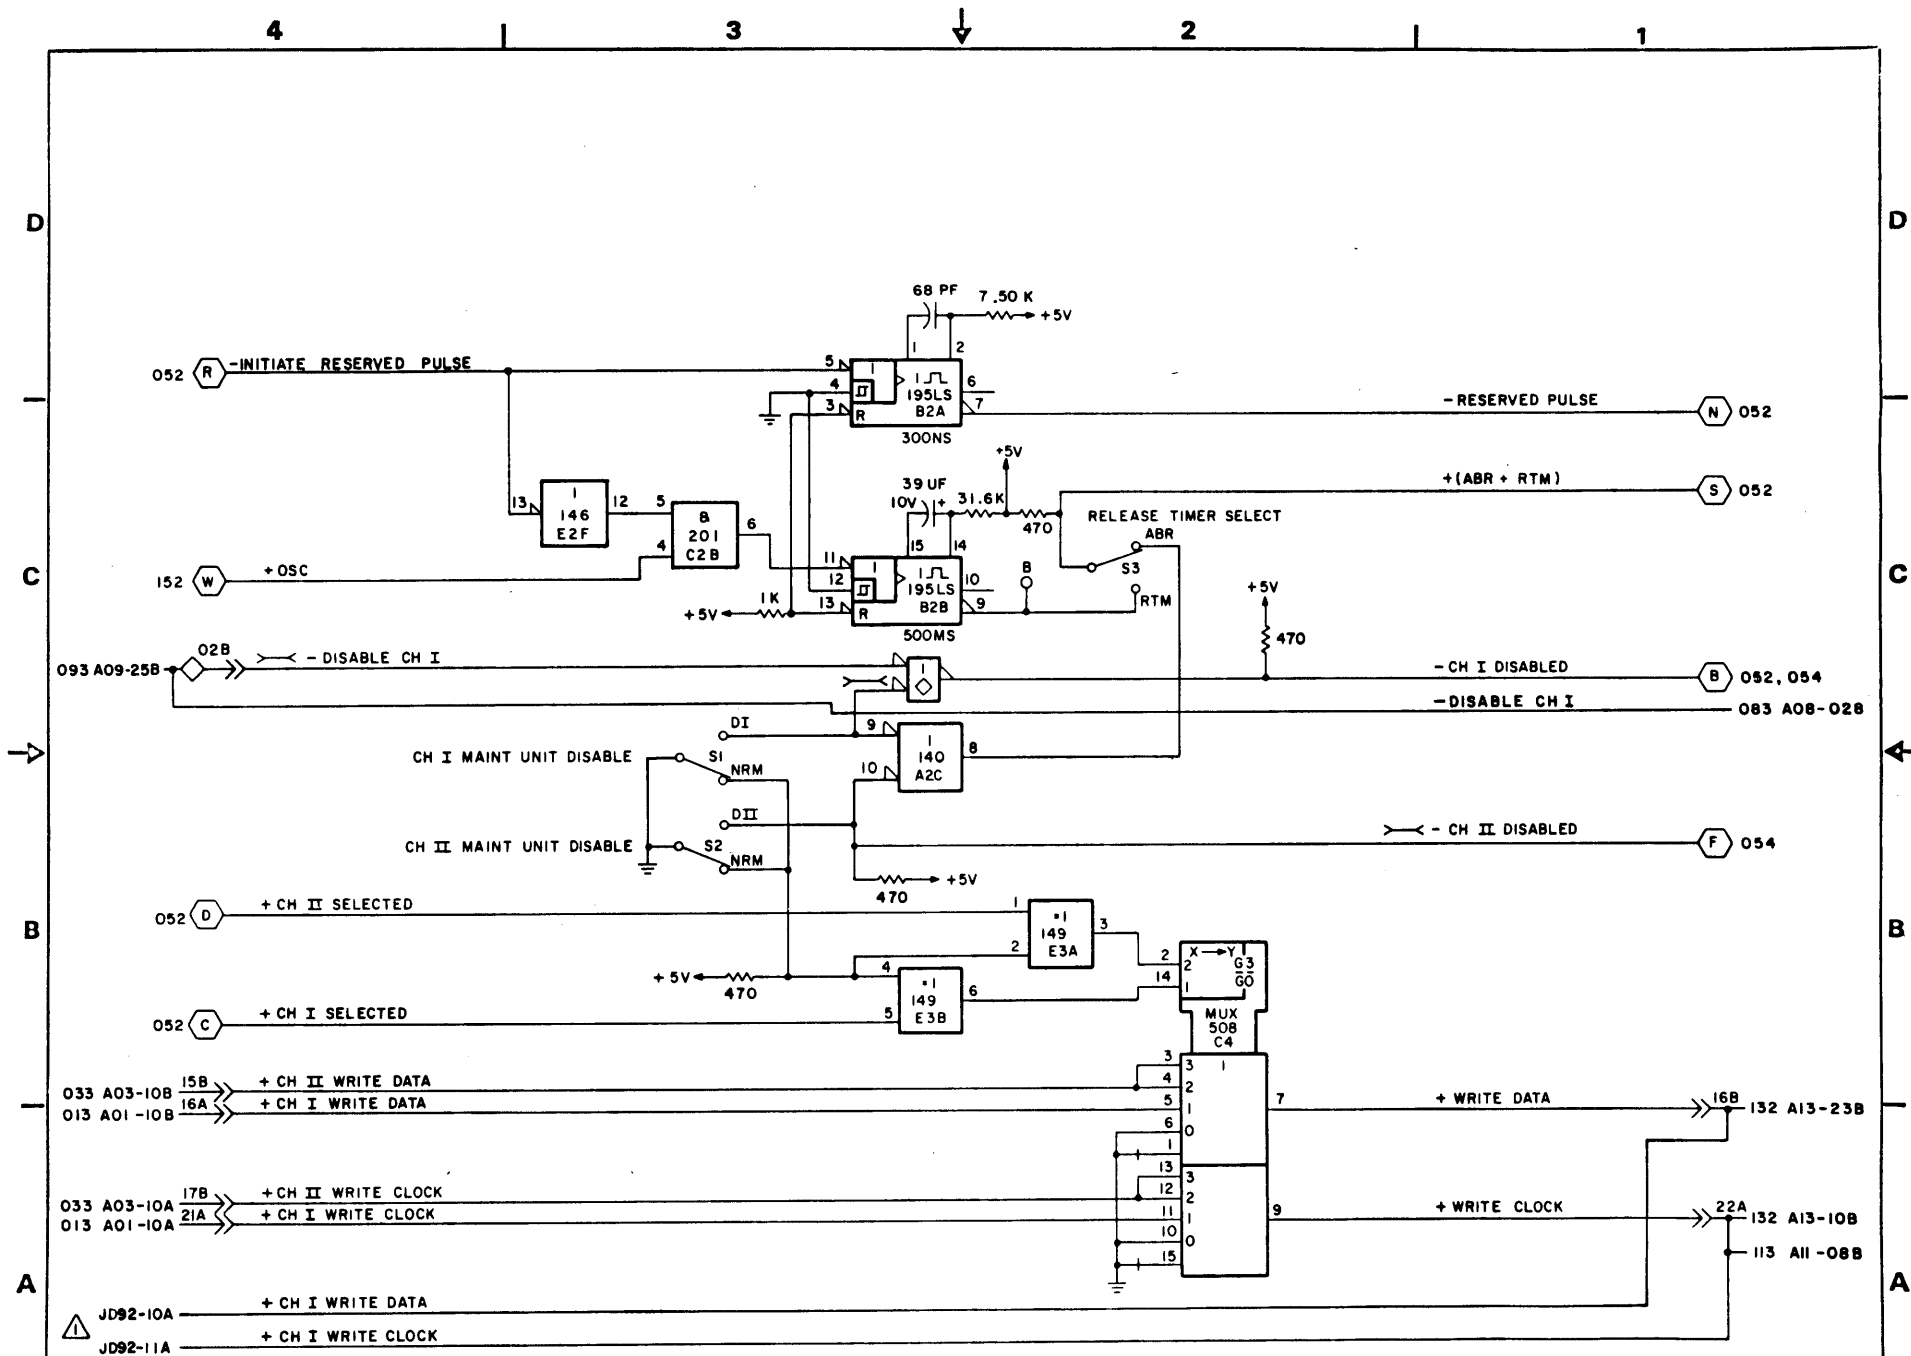 4 3 2 1
D D
68 PF 7.50 K
+5V
1 2
052 R -INITIATE RESERVED PULSE
5 1 1 6
4 195LS
3 R B2A 7
300NS
-RESERVED PULSE N 052
+5V
+(ABR + RTM) S 052
39 UF
10V + 31.6K
470
RELEASE TIMER SELECT
ABR
13 1 12
146
E2F
5 & 6
4 201
C2B
15 14
C C
152 W +OSC
11 1 1 10
12 195LS
13 R B2B 9
500MS
B
S3
RTM
+5V 1K
+5V
470
093 A09-25B 02B - DISABLE CH I
1
- CH I DISABLED B 052, 054
-DISABLE CH I 083 A08-02B
DI
9 1 8
140
10 A2C
CH I MAINT UNIT DISABLE S1
NRM
DII
CH II MAINT UNIT DISABLE S2
NRM
- CH II DISABLED F 054
470 +5V
052 D + CH II SELECTED
1 =1 3
149
2 E3A
B B
+5V 470
4 =1 6
149
5 E3B
052 C + CH I SELECTED
2 2 X→Y G3
14 1 G0
MUX
508
C4
033 A03-10B 15B + CH II WRITE DATA
013 A01-10B 16A + CH I WRITE DATA
3 3 1
4 2
5 1 7
6 0
1
+ WRITE DATA 16B 132 A13-23B
033 A03-10A 17B + CH II WRITE CLOCK
013 A01-10A 21A + CH I WRITE CLOCK
13 3
12 2
11 1 9
10 0
15
+ WRITE CLOCK 22A 132 A13-10B
113 A11-08B
A A
1 JD92-10A + CH I WRITE DATA
JD92-11A + CH I WRITE CLOCK